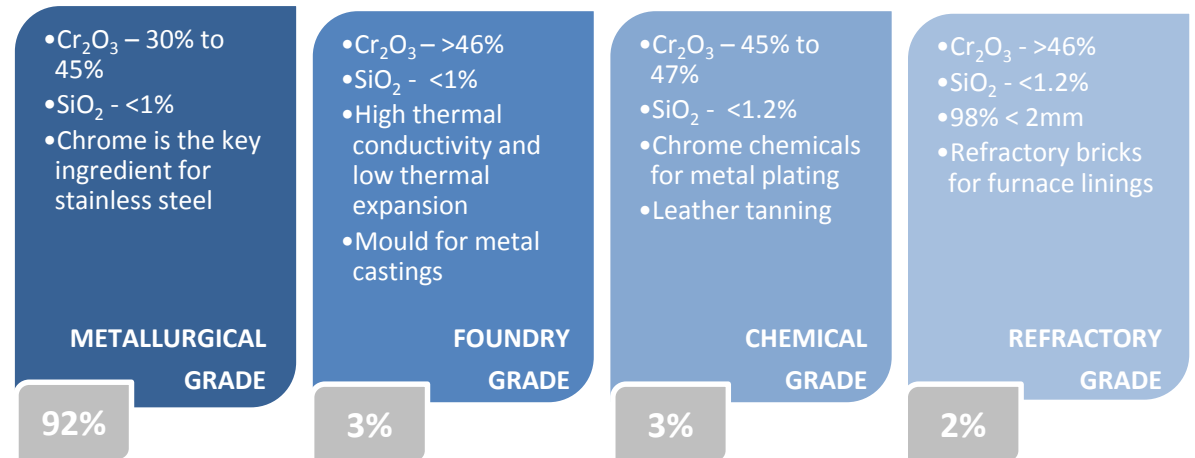 •Cr₂O₃ – 30% to
45%
•SiO₂ - <1%
•Chrome is the key
ingredient for
stainless steel
METALLURGICAL
GRADE
92%
•Cr₂O₃ – >46%
•SiO₂ - <1%
•High thermal
conductivity and
low thermal
expansion
•Mould for metal
castings
FOUNDRY
GRADE
3%
•Cr₂O₃ – 45% to
47%
•SiO₂ - <1.2%
•Chrome chemicals
for metal plating
•Leather tanning
CHEMICAL
GRADE
3%
•Cr₂O₃ - >46%
•SiO₂ - <1.2%
•98% < 2mm
•Refractory bricks
for furnace linings
REFRACTORY
GRADE
2%